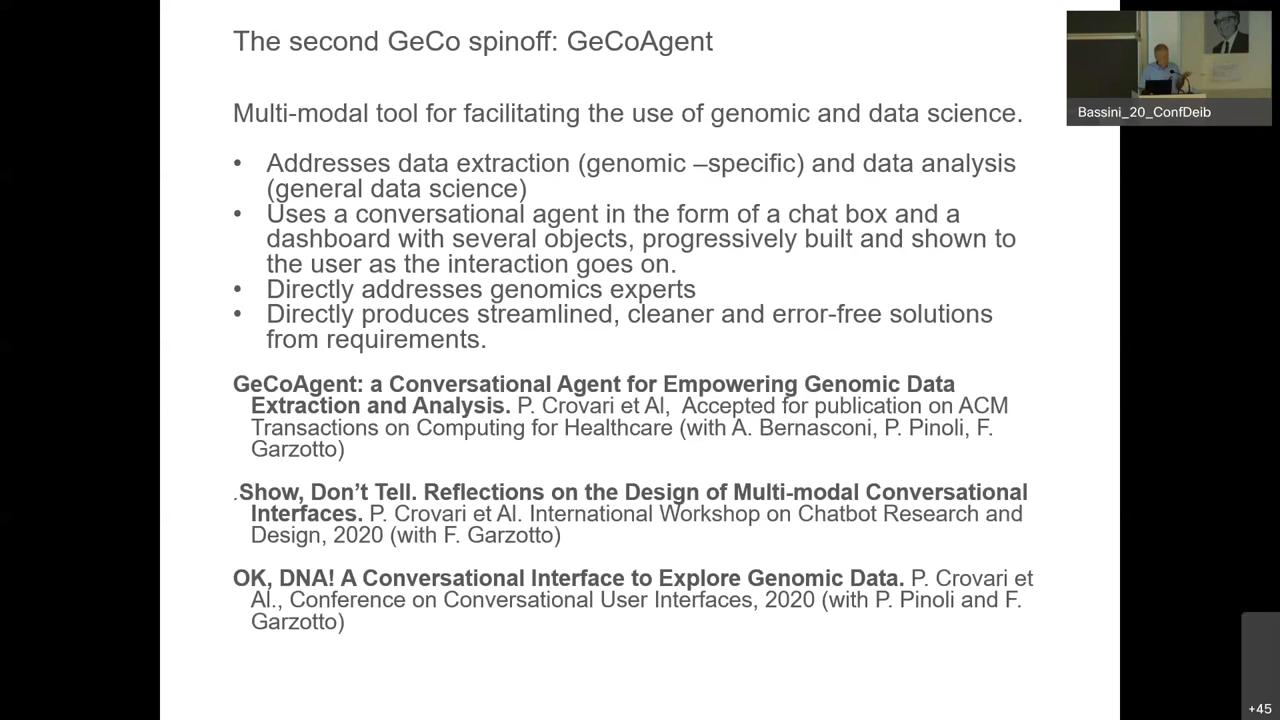 The second GeCo spinoff: GeCoAgent
Bassini_20_ConfDeib
Multi-modal tool for facilitating the use of genomic and data science.
• Addresses data extraction (genomic –specific) and data analysis
(general data science)
• Uses a conversational agent in the form of a chat box and a
dashboard with several objects, progressively built and shown to
the user as the interaction goes on.
• Directly addresses genomics experts
• Directly produces streamlined, cleaner and error-free solutions
from requirements.
GeCoAgent: a Conversational Agent for Empowering Genomic Data
Extraction and Analysis. P. Crovari et Al, Accepted for publication on ACM
Transactions on Computing for Healthcare (with A. Bernasconi, P. Pinoli, F.
Garzotto)
.Show, Don’t Tell. Reflections on the Design of Multi-modal Conversational
Interfaces. P. Crovari et Al. International Workshop on Chatbot Research and
Design, 2020 (with F. Garzotto)
OK, DNA! A Conversational Interface to Explore Genomic Data. P. Crovari et
Al., Conference on Conversational User Interfaces, 2020 (with P. Pinoli and F.
Garzotto)
+45